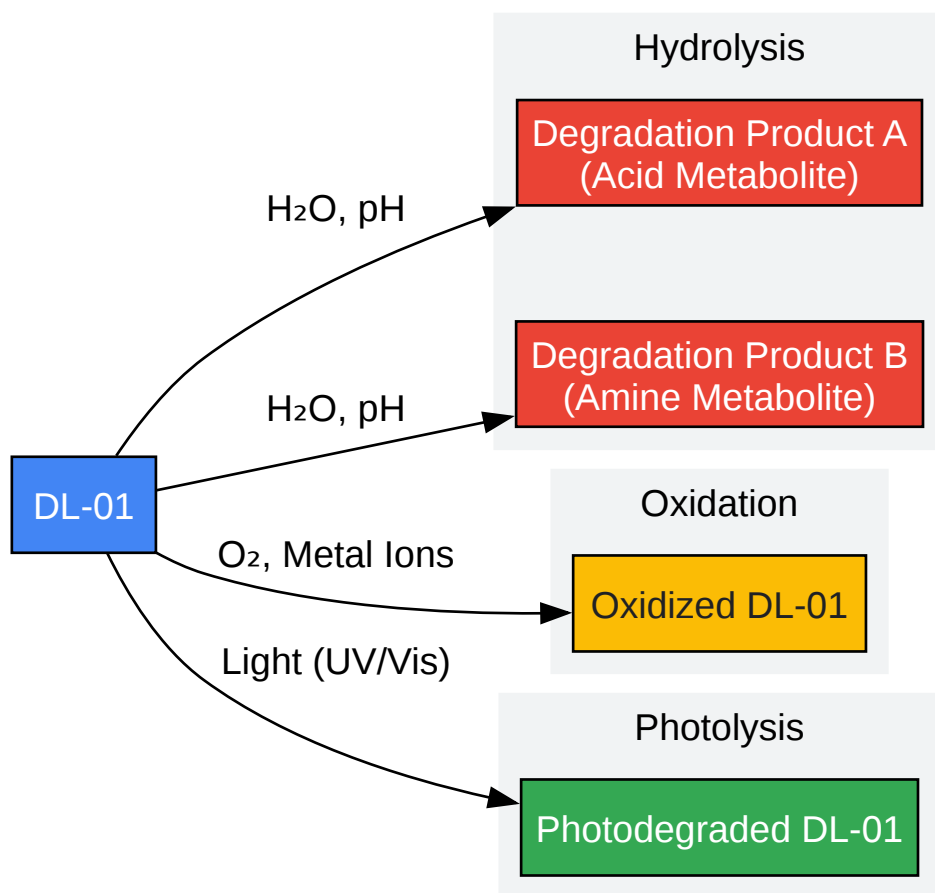 Hydrolysis
Degradation Product A
(Acid Metabolite)
H₂O, pH
Degradation Product B
(Amine Metabolite)
H₂O, pH
DL-01
Oxidation
O₂, Metal Ions
Oxidized DL-01
Light (UV/Vis)
Photolysis
Photodegraded DL-01